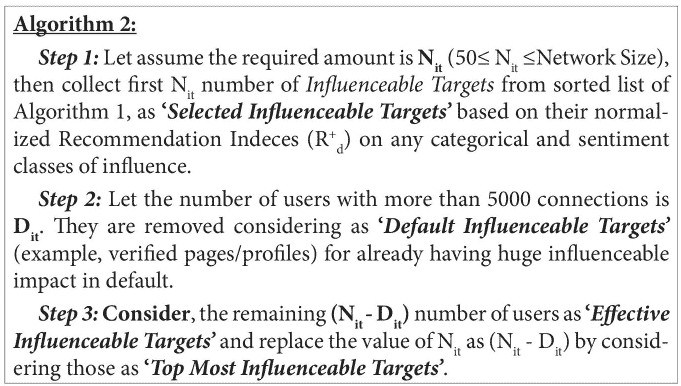 Algorithm 2:
Step 1: Let assume the required amount is Nit (50≤ Nit ≤Network Size),
then collect first Nit number of Influenceable Targets from sorted list of
Algorithm 1, as ‘Selected Influenceable Targets’ based on their normal-
ized Recommendation Indeces (R+d) on any categorical and sentiment
classes of influence.
Step 2: Let the number of users with more than 5000 connections is
Dit. They are removed considering as ‘Default Influenceable Targets’
(example, verified pages/profiles) for already having huge influenceable
impact in default.
Step 3: Consider, the remaining (Nit - Dit) number of users as ‘Effective
Influenceable Targets’ and replace the value of Nit as (Nit - Dit) by consid-
ering those as ‘Top Most Influenceable Targets’.